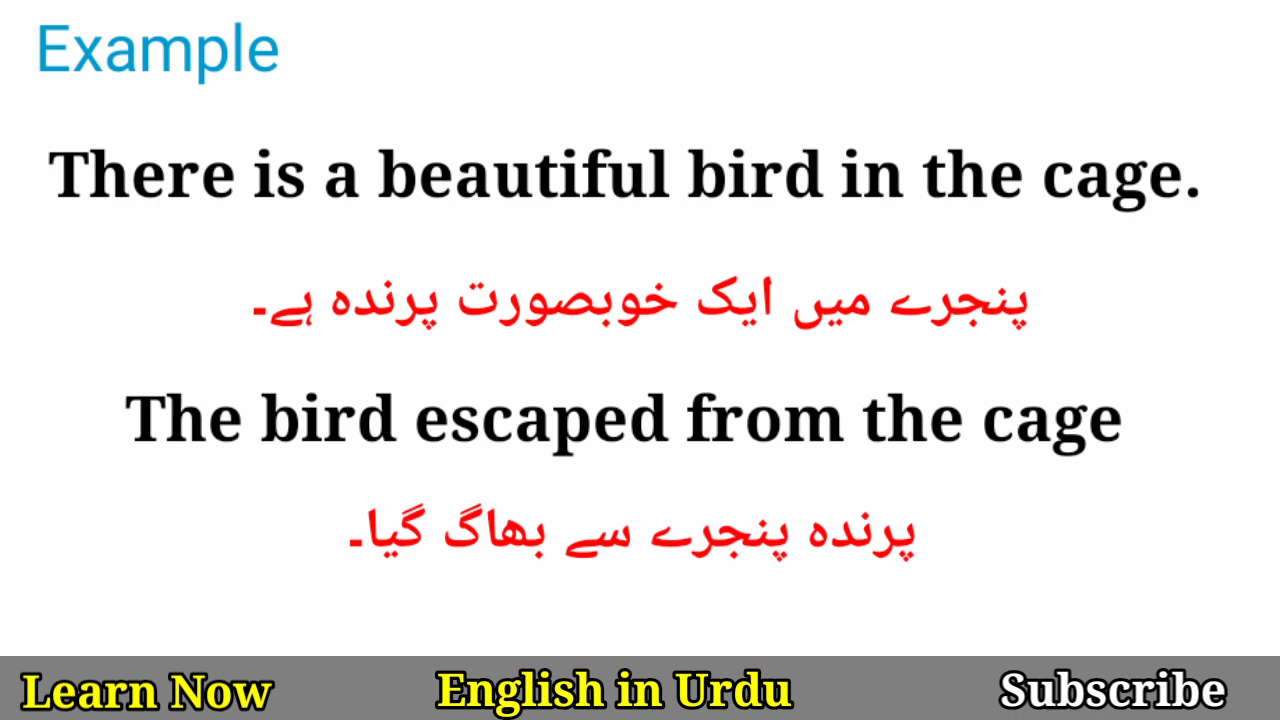 Example
There is a beautiful bird in the cage.
پنجرے میں ایک خوبصورت پرندہ ہے۔
The bird escaped from the cage
پرندہ پنجرے سے بھاگ گیا۔
Learn Now English in Urdu Subscribe